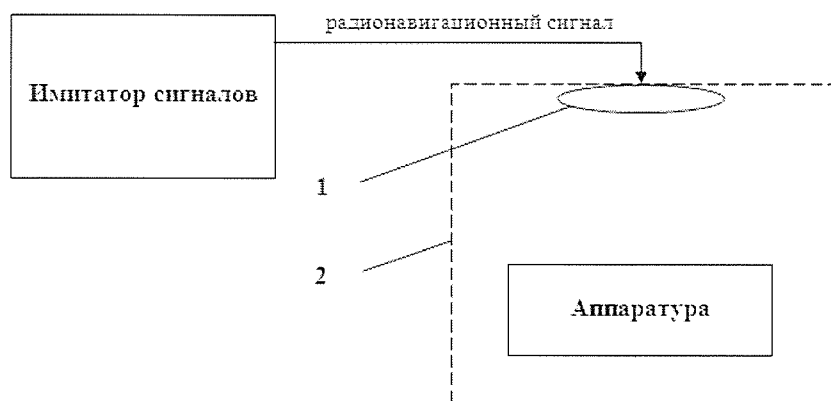 радионавигационный сигнал
Имитатор сигналов
1
2
Аппаратура